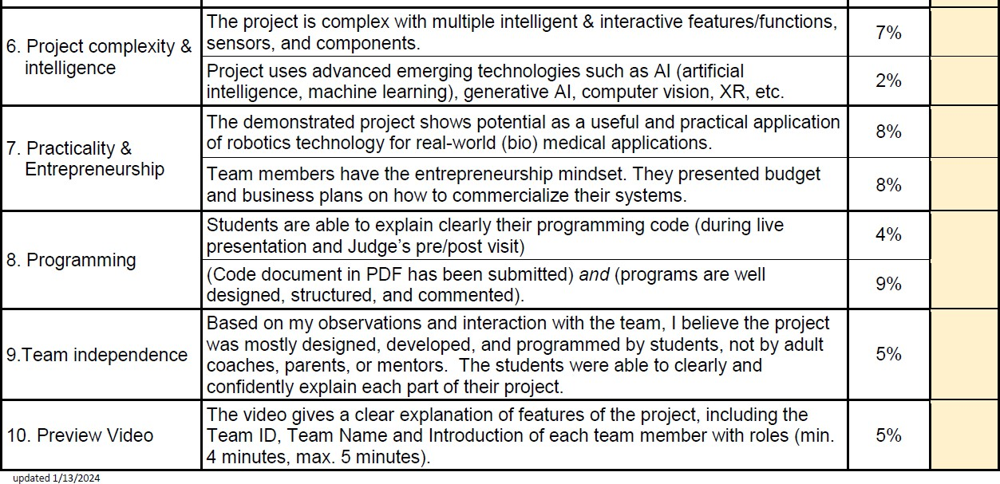 6. Project complexity &
intelligence
The project is complex with multiple intelligent & interactive features/functions,
sensors, and components.
7%
Project uses advanced emerging technologies such as AI (artificial
intelligence, machine learning), generative AI, computer vision, XR, etc.
2%
7. Practicality &
Entrepreneurship
The demonstrated project shows potential as a useful and practical application
of robotics technology for real-world (bio) medical applications.
8%
Team members have the entrepreneurship mindset. They presented budget
and business plans on how to commercialize their systems.
8%
8. Programming
Students are able to explain clearly their programming code (during live
presentation and Judge’s pre/post visit)
4%
(Code document in PDF has been submitted) and (programs are well
designed, structured, and commented).
9%
9.Team independence
Based on my observations and interaction with the team, I believe the project
was mostly designed, developed, and programmed by students, not by adult
coaches, parents, or mentors. The students were able to clearly and
confidently explain each part of their project.
5%
10. Preview Video
The video gives a clear explanation of features of the project, including the
Team ID, Team Name and Introduction of each team member with roles (min.
4 minutes, max. 5 minutes).
5%
updated 1/13/2024